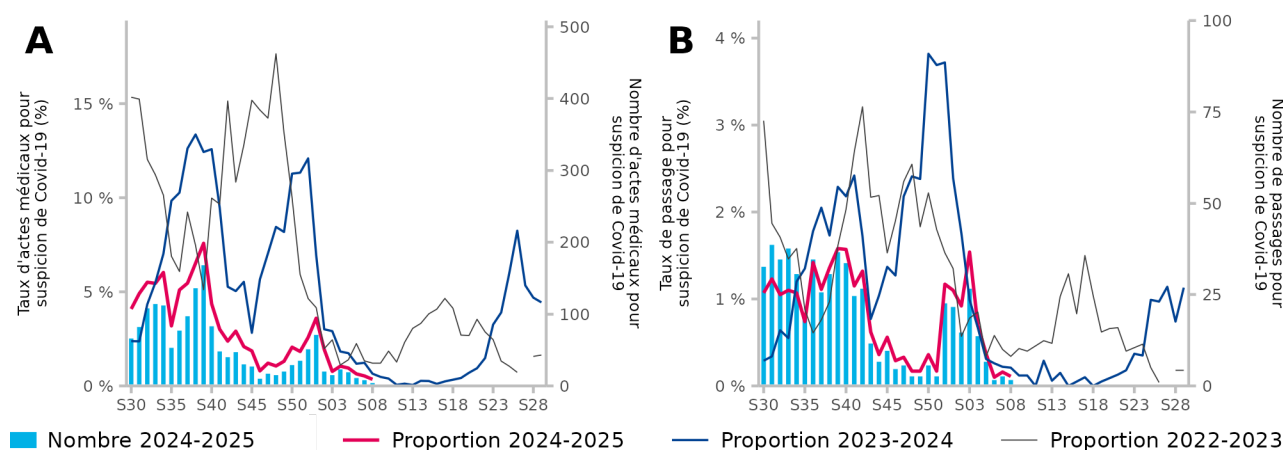 A
Taux d'actes médicaux pour
suspicion de Covid-19 (%)
15 %
10 %
5 %
0 %
500
400
300
200
100
0
Nombre d'actes médicaux pour
suspicion de Covid-19
S30 S35 S40 S45 S50 S03 S08 S13 S18 S23 S28
B
Taux de passage pour
suspicion de Covid-19 (%)
4 %
3 %
2 %
1 %
0 %
100
75
50
25
0
Nombre de passages pour
suspicion de Covid-19
S30 S35 S40 S45 S50 S03 S08 S13 S18 S23 S28
Nombre 2024-2025 Proportion 2024-2025 Proportion 2023-2024 Proportion 2022-2023